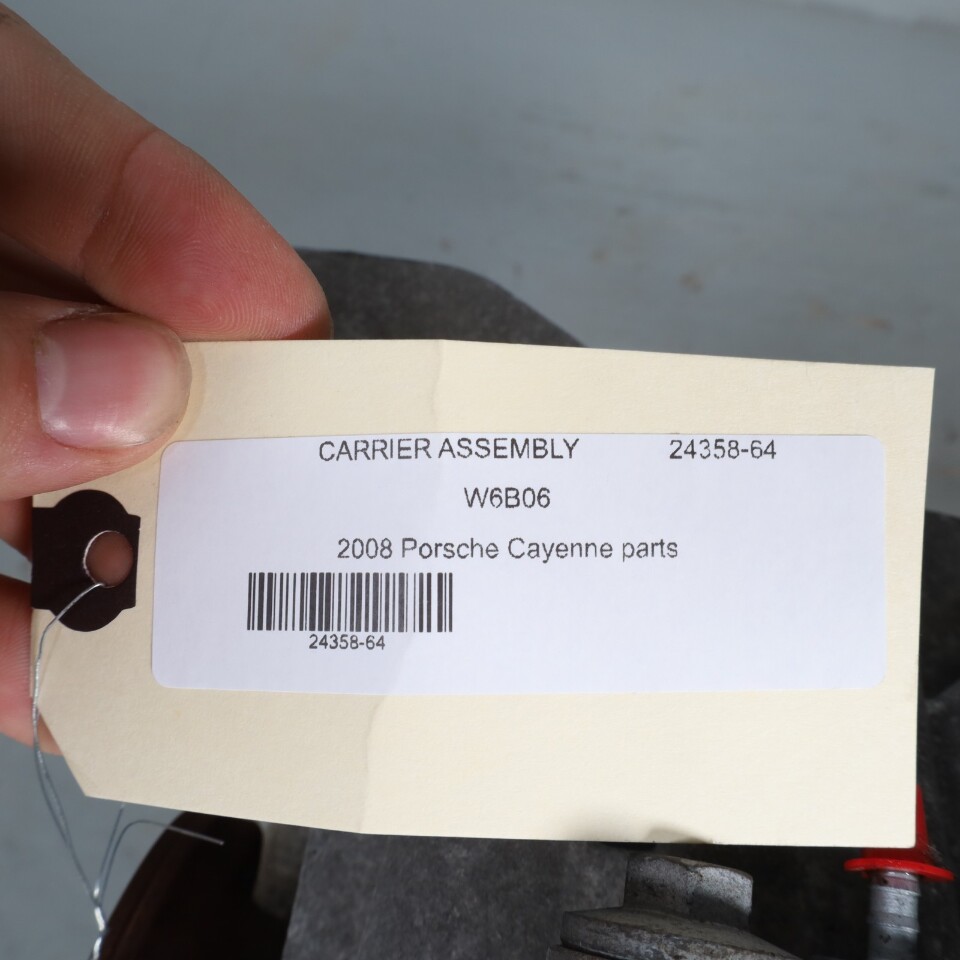 CARRIER ASSEMBLY 24358-64
W6B06
2008 Porsche Cayenne parts
24358-64